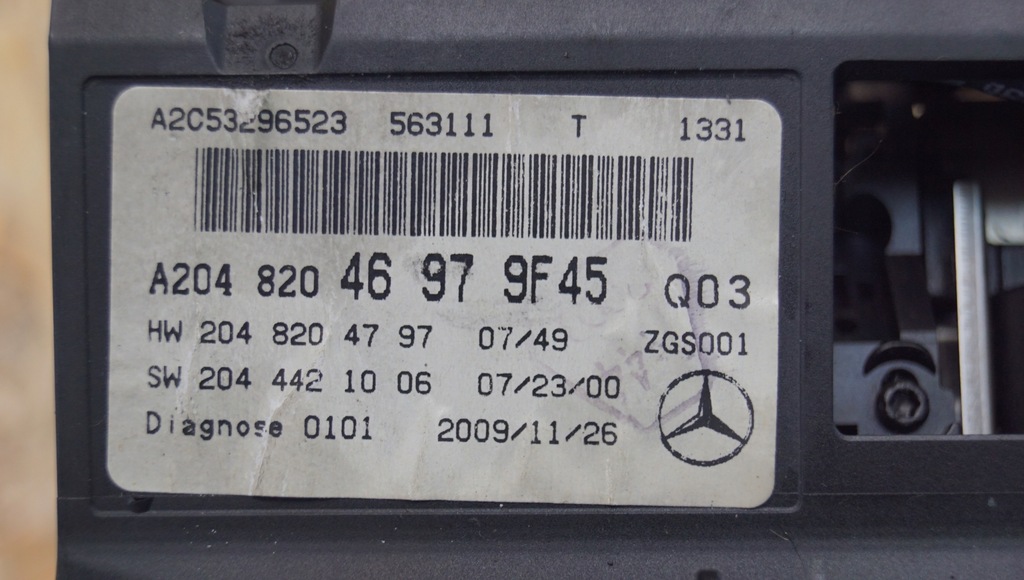 A2C53296523 563111 T 1331
A204 820 46 97 9F45 Q03
HW 204 820 47 97 07/49 ZGS001
SW 204 442 10 06 07/23/00
Diagnose 0101 2009/11/26